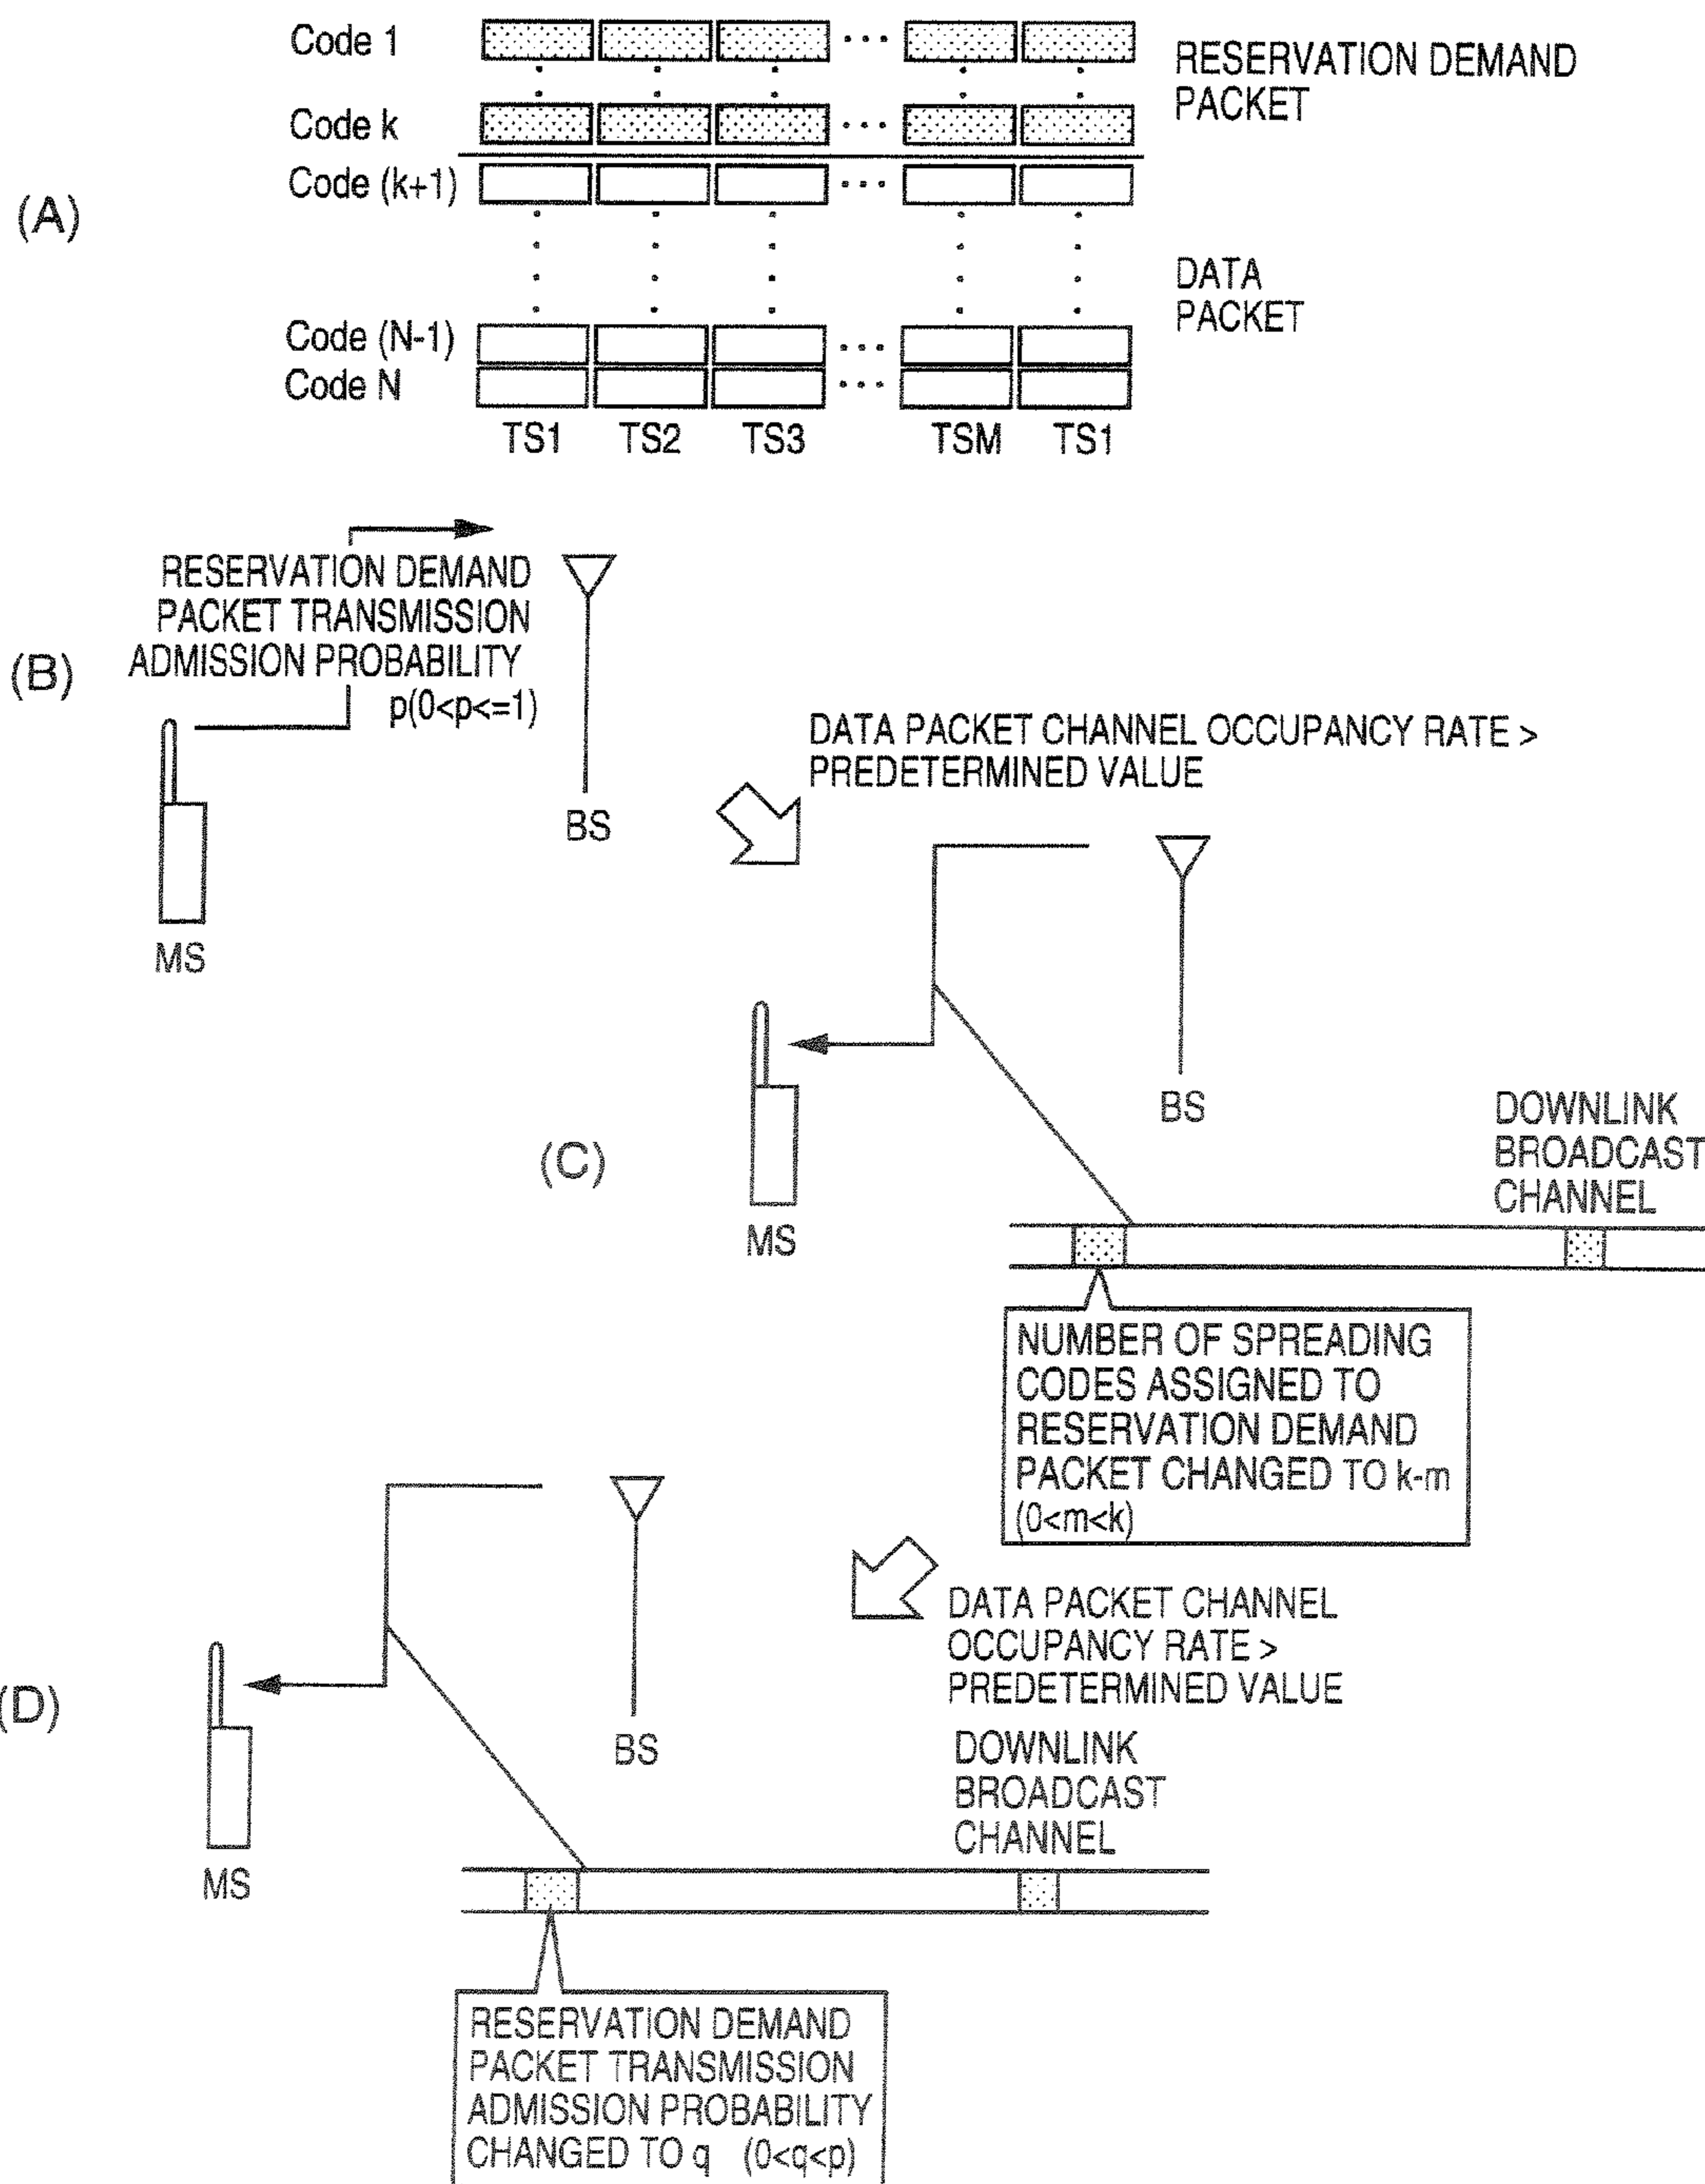 Code 1
RESERVATION DEMAND
PACKET
Code k
Code (k+1)
(A)
DATA
PACKET
Code (N-1)
Code N
TS1 TS2 TS3 TSM TS1
RESERVATION DEMAND
PACKET TRANSMISSION
ADMISSION PROBABILITY
p(0<p<=1)
(B)
BS
MS
DATA PACKET CHANNEL OCCUPANCY RATE >
PREDETERMINED VALUE
(C)
BS
MS
DOWNLINK
BROADCAST
CHANNEL
NUMBER OF SPREADING
CODES ASSIGNED TO
RESERVATION DEMAND
PACKET CHANGED TO k-m
(0<m<k)
DATA PACKET CHANNEL
OCCUPANCY RATE >
PREDETERMINED VALUE
(D)
BS
MS
DOWNLINK
BROADCAST
CHANNEL
RESERVATION DEMAND
PACKET TRANSMISSION
ADMISSION PROBABILITY
CHANGED TO q (0<q<p)